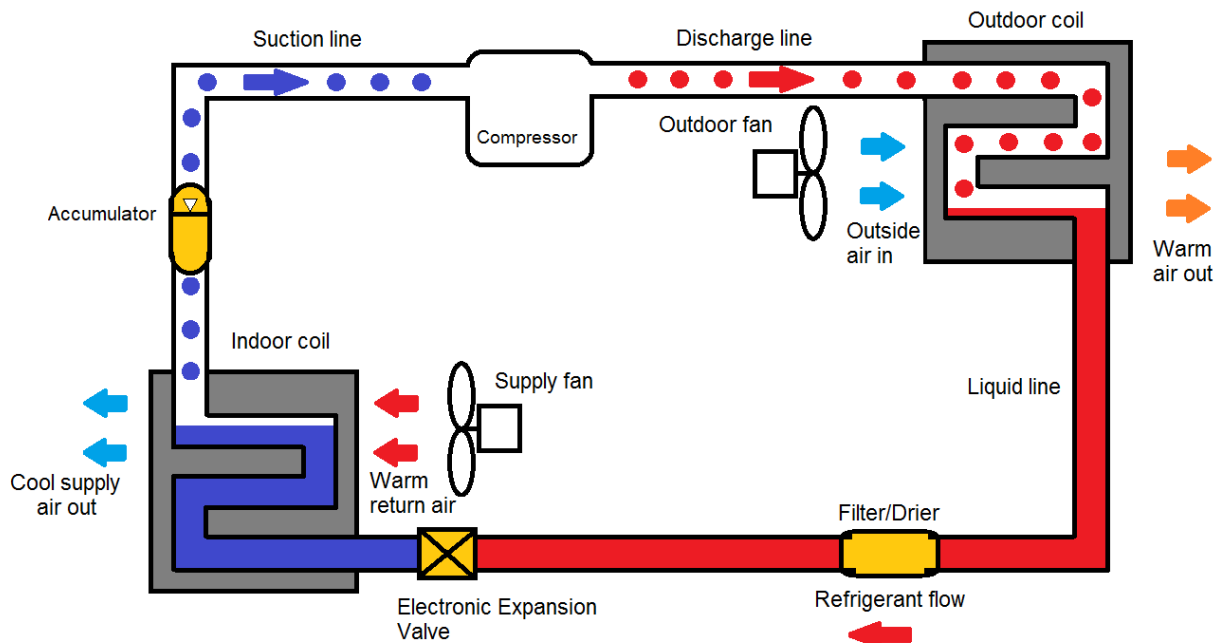 Outdoor coil
Suction line
Discharge line
Compressor
Outdoor fan
Accumulator
Outside
air in
Warm
air out
Indoor coil
Supply fan
Liquid line
Cool supply
air out
Warm
return air
Filter/Drier
Electronic Expansion
Valve
Refrigerant flow